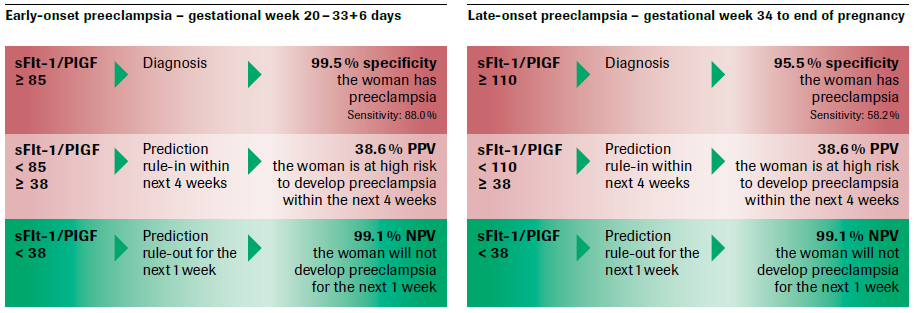 Early-onset preeclampsia – gestational week 20–33+6 days
sFlt-1/PlGF
≥ 85
Diagnosis
99.5% specificity
the woman has
preeclampsia
Sensitivity: 88.0%
sFlt-1/PlGF
< 85
≥ 38
Prediction
rule-in within
next 4 weeks
38.6% PPV
the woman is at high risk
to develop preeclampsia
within the next 4 weeks
sFlt-1/PlGF
< 38
Prediction
rule-out for the
next 1 week
99.1% NPV
the woman will not
develop preeclampsia
for the next 1 week
Late-onset preeclampsia – gestational week 34 to end of pregnancy
sFlt-1/PlGF
≥ 110
Diagnosis
95.5% specificity
the woman has
preeclampsia
Sensitivity: 58.2%
sFlt-1/PlGF
< 110
≥ 38
Prediction
rule-in within
next 4 weeks
38.6% PPV
the woman is at high risk
to develop preeclampsia
within the next 4 weeks
sFlt-1/PlGF
< 38
Prediction
rule-out for the
next 1 week
99.1% NPV
the woman will not
develop preeclampsia
for the next 1 week